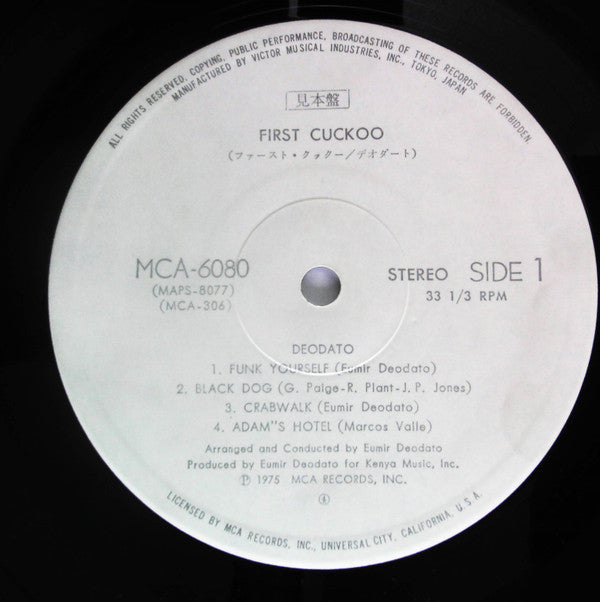 ALL RIGHTS RESERVED. COPYING, PUBLIC PERFORMANCE, BROADCASTING OF THESE RECORDS ARE FORBIDDEN.
MANUFACTURED BY VICTOR MUSICAL INDUSTRIES, INC., TOKYO, JAPAN
見本盤
FIRST CUCKOO
(ファースト・クックー/デオダート)
MCA-6080
(MAPS-8077)
(MCA-306)
STEREO SIDE 1
33 1/3 RPM
DEODATO
1. FUNK YOURSELF (Eumir Deodato)
2. BLACK DOG (G. Paige-R. Plant-J. P. Jones)
3. CRABWALK (Eumir Deodato)
4. ADAM"S HOTEL (Marcos Valle)
Arranged and Conducted by Eumir Deodato
Produced by Eumir Deodato for Kenya Music, Inc.
Ⓟ 1975 MCA RECORDS, INC.
④
LICENSED BY MCA RECORDS, INC., UNIVERSAL CITY, CALIFORNIA, U.S.A.